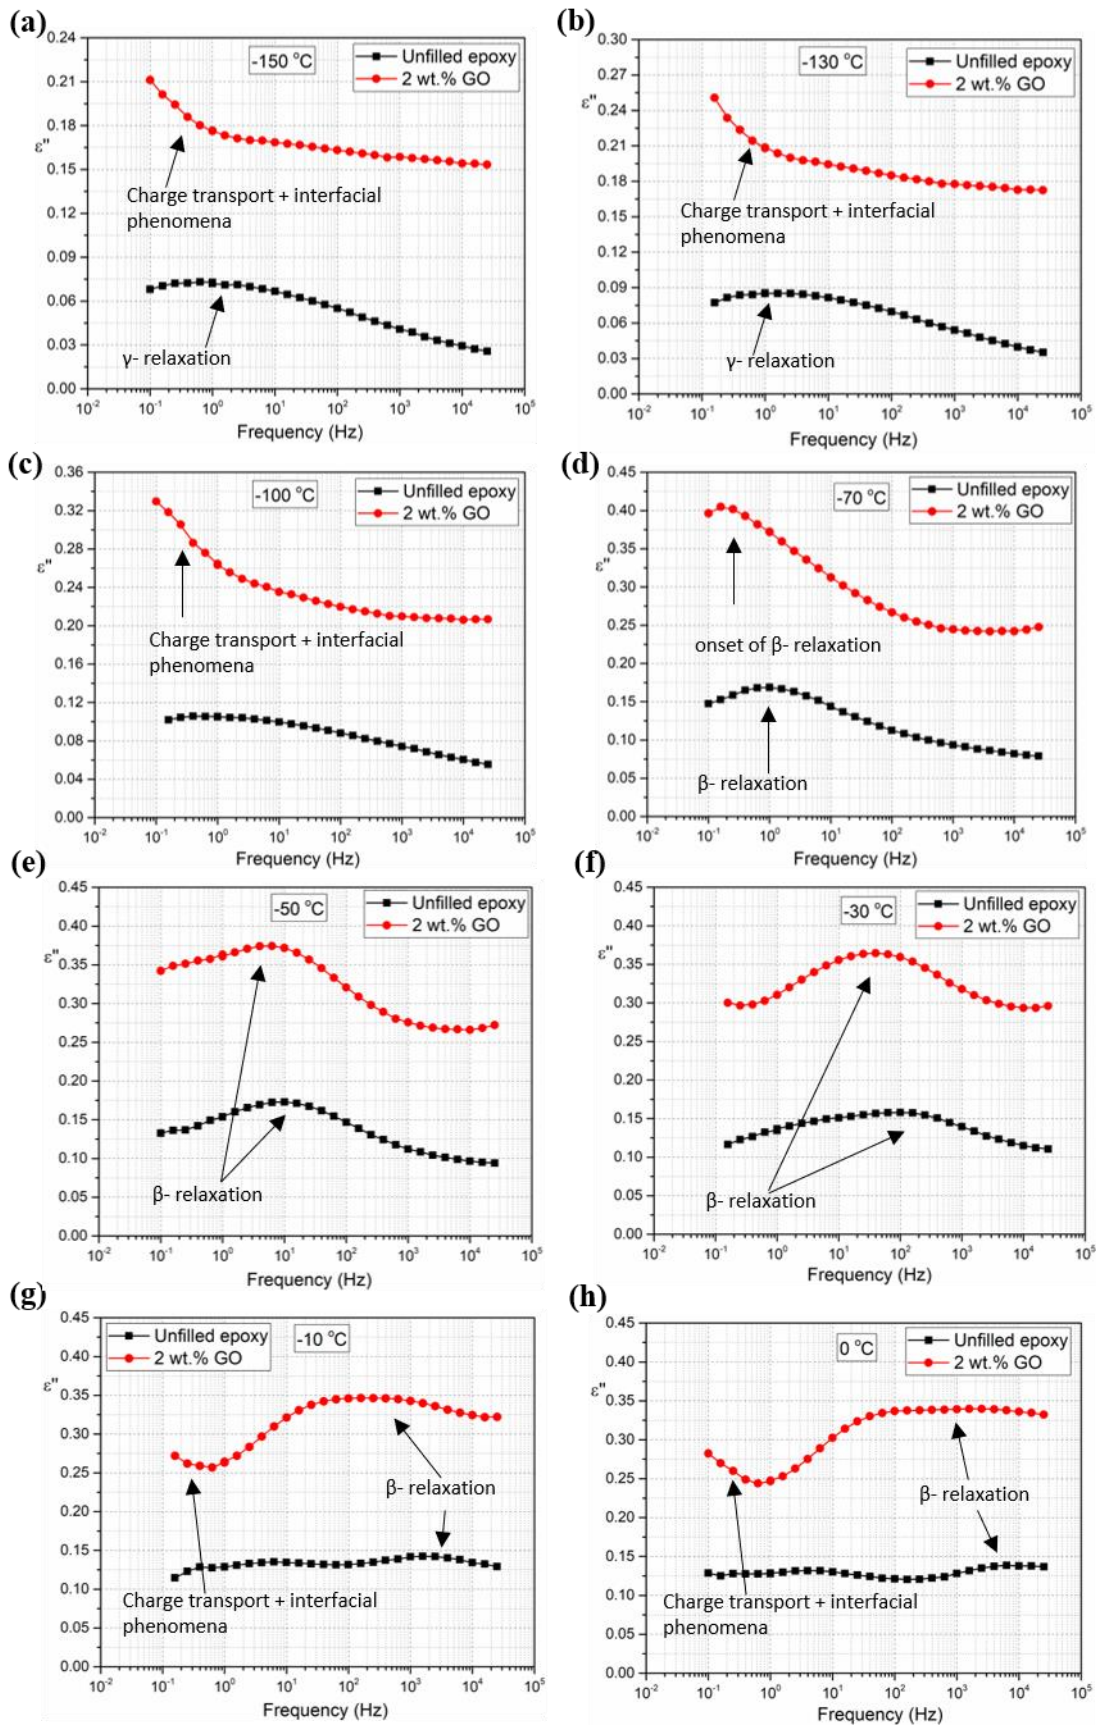 (a)
0.24
0.21
0.18
0.15
0.12
0.09
0.06
0.03
0.00
ε"
-150 °C
Unfilled epoxy
2 wt.% GO
Charge transport + interfacial
phenomena
γ- relaxation
10⁻² 10⁻¹ 10⁰ 10¹ 10² 10³ 10⁴ 10⁵
Frequency (Hz)
(b)
0.30
0.27
0.24
0.21
0.18
0.15
0.12
0.09
0.06
0.03
0.00
ε"
-130 °C
Unfilled epoxy
2 wt.% GO
Charge transport + interfacial
phenomena
γ- relaxation
10⁻² 10⁻¹ 10⁰ 10¹ 10² 10³ 10⁴ 10⁵
Frequency (Hz)
(c)
0.36
0.32
0.28
0.24
0.20
0.16
0.12
0.08
0.04
0.00
ε"
-100 °C
Unfilled epoxy
2 wt.% GO
Charge transport + interfacial
phenomena
10⁻² 10⁻¹ 10⁰ 10¹ 10² 10³ 10⁴ 10⁵
Frequency (Hz)
(d)
0.45
0.40
0.35
0.30
0.25
0.20
0.15
0.10
0.05
0.00
ε"
-70 °C
Unfilled epoxy
2 wt.% GO
onset of β- relaxation
β- relaxation
10⁻² 10⁻¹ 10⁰ 10¹ 10² 10³ 10⁴ 10⁵
Frequency (Hz)
(e)
0.45
0.40
0.35
0.30
0.25
0.20
0.15
0.10
0.05
0.00
ε"
-50 °C
Unfilled epoxy
2 wt.% GO
β- relaxation
10⁻² 10⁻¹ 10⁰ 10¹ 10² 10³ 10⁴ 10⁵
Frequency (Hz)
(f)
0.45
0.40
0.35
0.30
0.25
0.20
0.15
0.10
0.05
0.00
ε"
-30 °C
Unfilled epoxy
2 wt.% GO
β- relaxation
10⁻² 10⁻¹ 10⁰ 10¹ 10² 10³ 10⁴ 10⁵
Frequency (Hz)
(g)
0.45
0.40
0.35
0.30
0.25
0.20
0.15
0.10
0.05
0.00
ε"
Unfilled epoxy
2 wt.% GO
-10 °C
β- relaxation
Charge transport + interfacial
phenomena
10⁻² 10⁻¹ 10⁰ 10¹ 10² 10³ 10⁴ 10⁵
Frequency (Hz)
(h)
0.45
0.40
0.35
0.30
0.25
0.20
0.15
0.10
0.05
0.00
ε"
0 °C
Unfilled epoxy
2 wt.% GO
β- relaxation
Charge transport + interfacial
phenomena
10⁻² 10⁻¹ 10⁰ 10¹ 10² 10³ 10⁴ 10⁵
Frequency (Hz)